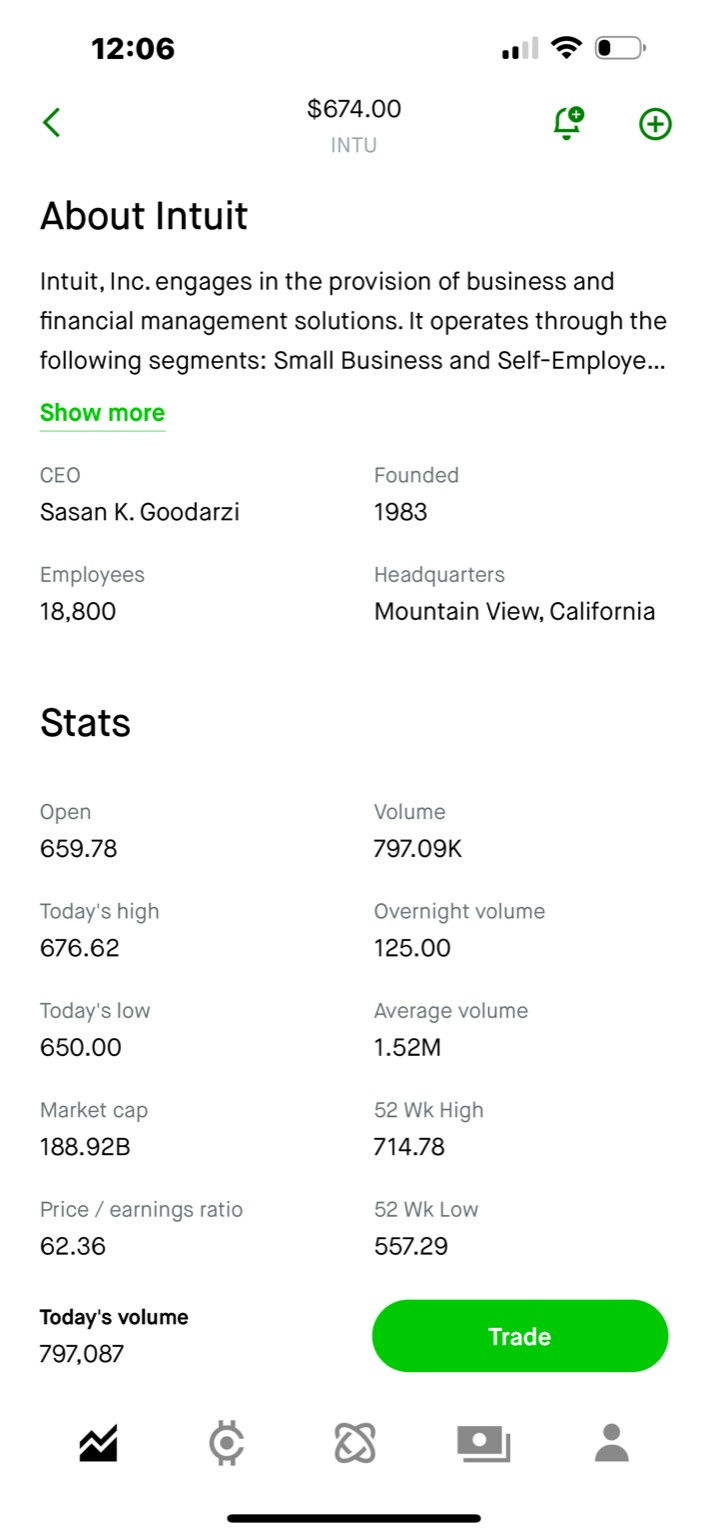 12:06
$674.00
INTU
About Intuit
Intuit, Inc. engages in the provision of business and
financial management solutions. It operates through the
following segments: Small Business and Self-Employe...
Show more
CEO
Founded
Sasan K. Goodarzi
1983
Employees
Headquarters
18,800
Mountain View, California
Stats
Open
Volume
659.78
797.09K
Today's high
Overnight volume
676.62
125.00
Today's low
Average volume
650.00
1.52M
Market cap
52 Wk High
188.92B
714.78
Price / earnings ratio
52 Wk Low
62.36
557.29
Today's volume
797,087
Trade